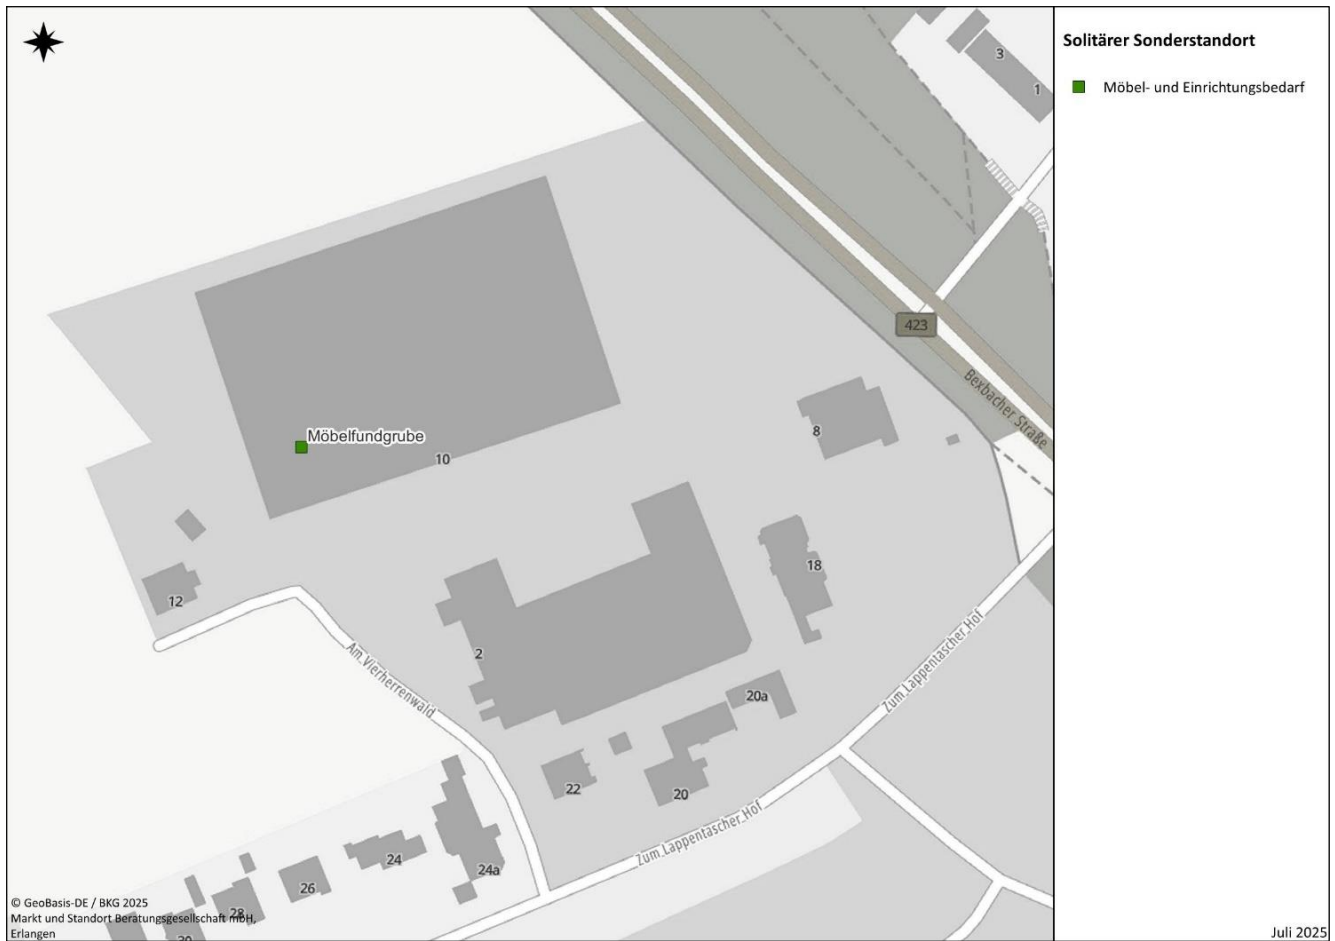 Solitärer Sonderstandort
Möbel- und Einrichtungsbedarf
3
1
423
Bexbacher Straße
8
Möbelfundgrube
10
18
12
2
Am Vierherrenwald
Zum Lappentascher Hof
20a
22
20
Zum Lappentascher Hof
24
24a
26
28
30
© GeoBasis-DE / BKG 2025
Markt und Standort Beratungsgesellschaft mbH,
Erlangen
Juli 2025